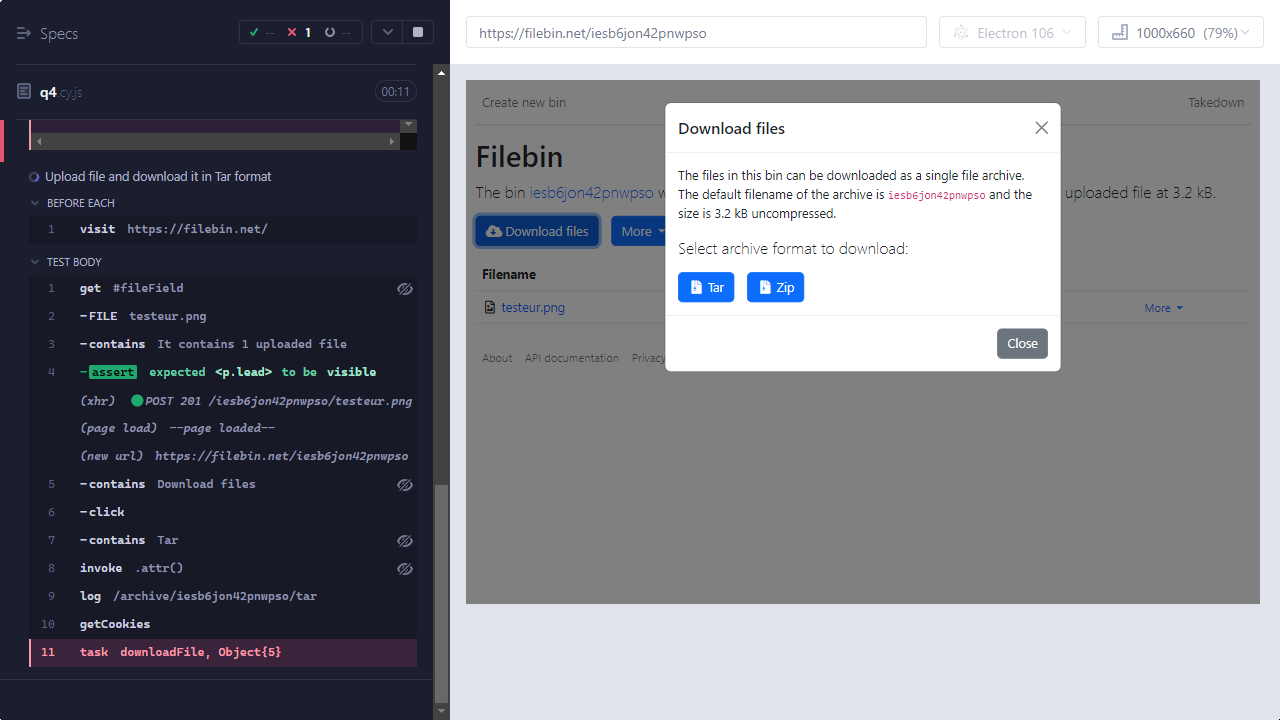 Specs
-- 1 --
q4.cy.js
00:11
Upload file and download it in Tar format
BEFORE EACH
1 visit https://filebin.net/
TEST BODY
1 get #fileField
2 -FILE testeur.png
3 -contains It contains 1 uploaded file
4 -assert expected <p.lead> to be visible
(xhr) POST 201 /iesb6jon42pnwpso/testeur.png
(page load) --page loaded--
(new url) https://filebin.net/iesb6jon42pnwpso
5 -contains Download files
6 -click
7 -contains Tar
8 invoke .attr()
9 log /archive/iesb6jon42pnwpso/tar
10 getCookies
11 task downloadFile, Object{5}
https://filebin.net/iesb6jon42pnwpso
Electron 106
1000x660 (79%)
Create new bin
Takedown
Filebin
The bin iesb6jon42pnwpso w
uploaded file at 3.2 kB.
Download files
More
Filename
testeur.png
More
About API documentation Privacy
Download files
The files in this bin can be downloaded as a single file archive.
The default filename of the archive is iesb6jon42pnwpso and the
size is 3.2 kB uncompressed.
Select archive format to download:
Tar
Zip
Close